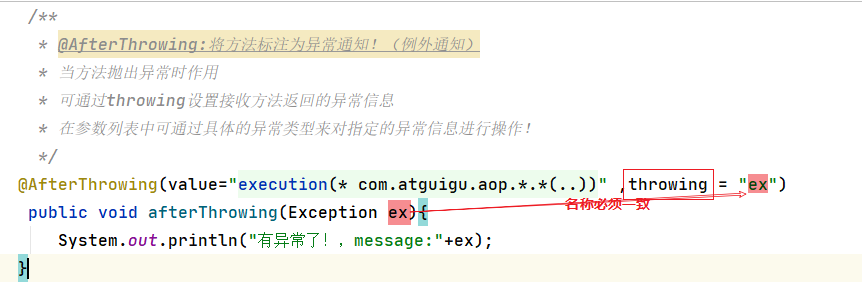 /**
* @AfterThrowing:将方法标注为异常通知！（例外通知）
* 当方法抛出异常时作用
* 可通过throwing设置接收方法返回的异常信息
* 在参数列表中可通过具体的异常类型来对指定的异常信息进行操作！
*/
@AfterThrowing(value="execution(* com.atguigu.aop.*.*(..))" ,throwing = "ex")
名称必须一致
public void afterThrowing(Exception ex){
System.out.println("有异常了！，message:"+ex);
}